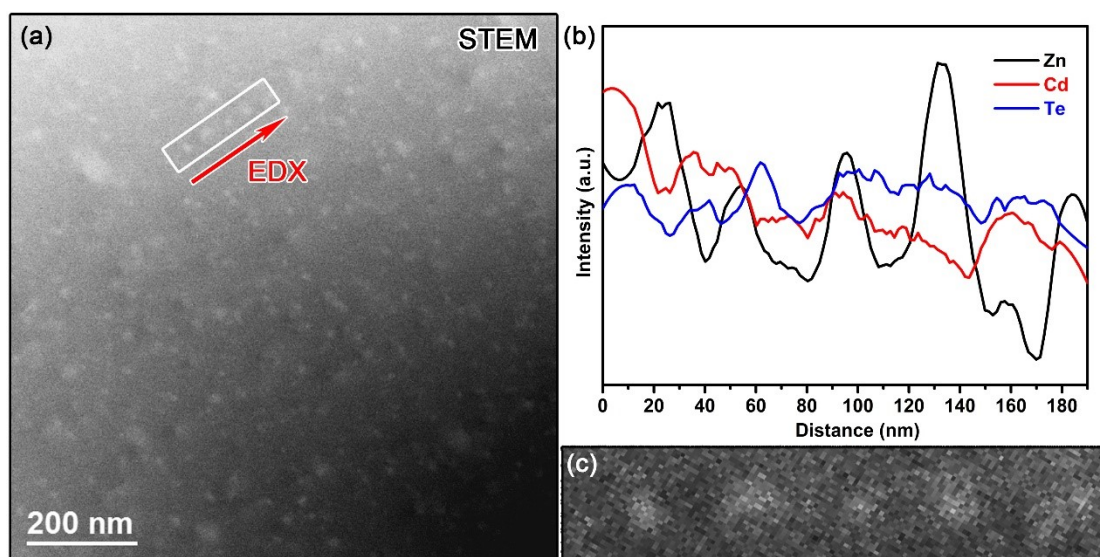 (a)
STEM
EDX
200 nm
(b)
Zn
Cd
Te
Intensity (a.u.)
0 20 40 60 80 100 120 140 160 180
Distance (nm)
(c)